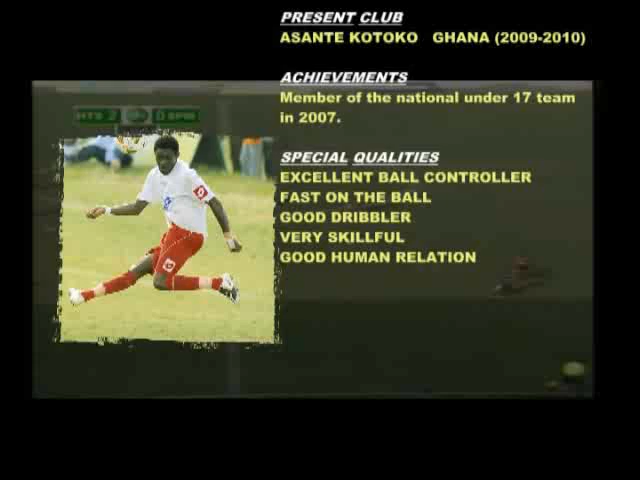 PRESENT CLUB
ASANTE KOTOKO GHANA (2009-2010)
ACHIEVEMENTS
Member of the national under 17 team
in 2007.
SPECIAL QUALITIES
EXCELLENT BALL CONTROLLER
FAST ON THE BALL
GOOD DRIBBLER
VERY SKILLFUL
GOOD HUMAN RELATION